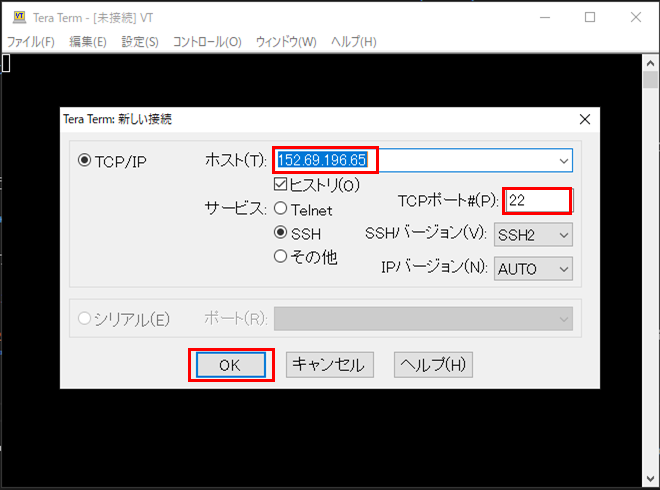 Tera Term - [未接続] VT
ファイル(F) 編集(E) 設定(S) コントロール(O) ウィンドウ(W) ヘルプ(H)
Tera Term: 新しい接続
TCP/IP ホスト(T): 152.69.196.65
ヒストリ(O)
サービス: Telnet TCPポート#(P): 22
SSH SSHバージョン(V): SSH2
その他 IPバージョン(N): AUTO
シリアル(E) ポート(R):
OK キャンセル ヘルプ(H)